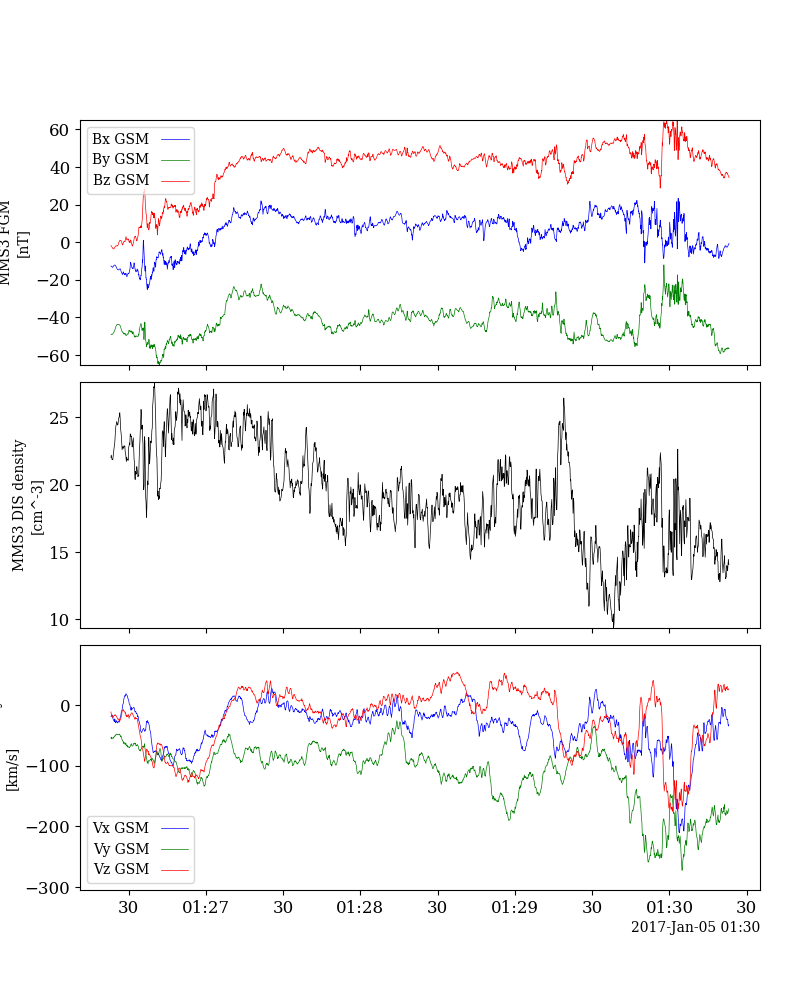 60
40
20
0
−20
−40
−60
MMS3 FGM
[nT]
Bx GSM
By GSM
Bz GSM
25
20
15
10
MMS3 DIS density
[cm^-3]
0
−100
−200
−300
[km/s]
Vx GSM
Vy GSM
Vz GSM
30 01:27 30 01:28 30 01:29 30 01:30 30
2017-Jan-05 01:30